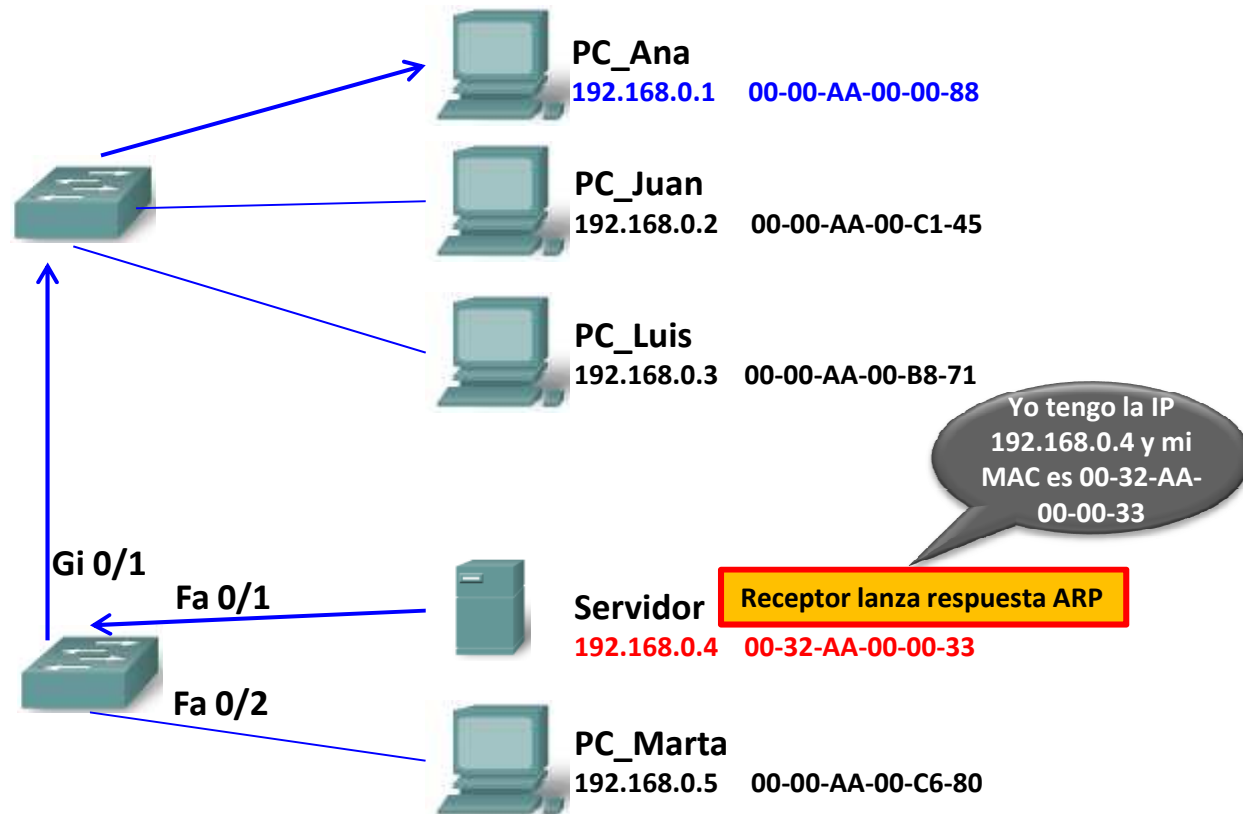 PC_Ana
192.168.0.1 00-00-AA-00-00-88
PC_Juan
192.168.0.2 00-00-AA-00-C1-45
PC_Luis
192.168.0.3 00-00-AA-00-B8-71
Yo tengo la IP
192.168.0.4 y mi
MAC es 00-32-AA-
00-00-33
Gi 0/1
Fa 0/1
Servidor
Receptor lanza respuesta ARP
192.168.0.4 00-32-AA-00-00-33
Fa 0/2
PC_Marta
192.168.0.5 00-00-AA-00-C6-80